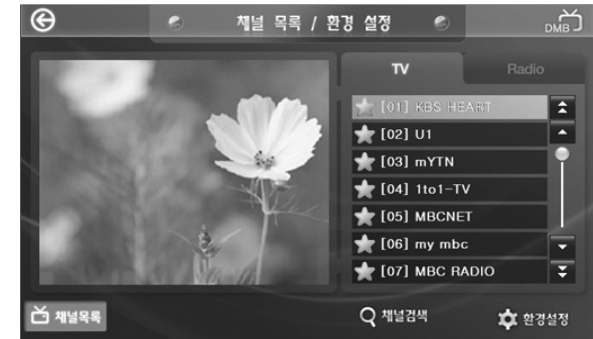 채널 목록 / 환경 설정
DMB
TV
Radio
[01] KBS HEART
[02] U1
[03] mYTN
[04] 1to1-TV
[05] MBCNET
[06] my mbc
[07] MBC RADIO
채널목록
채널검색
환경설정